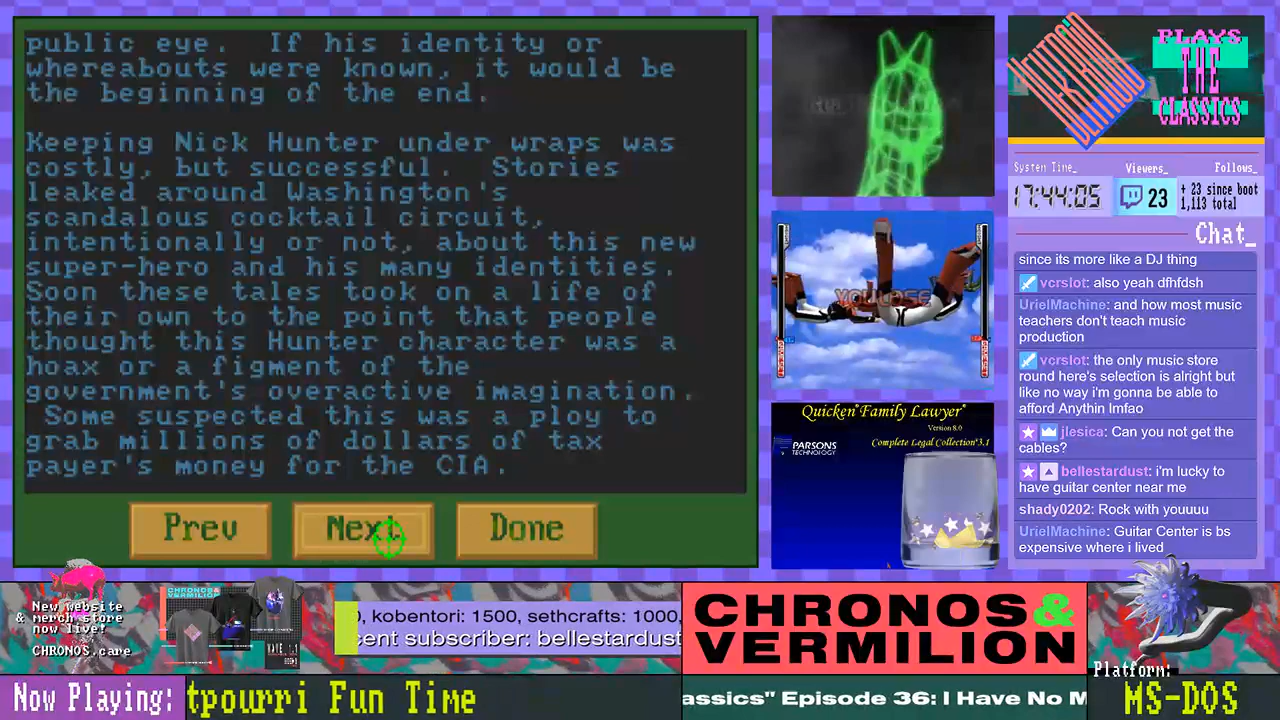 public eye.  If his identity or
whereabouts were known, it would be
the beginning of the end.
Keeping Nick Hunter under wraps was
costly, but successful.  Stories
leaked around Washington's
scandalous cocktail circuit,
intentionally or not, about this new
super-hero and his many identities.
Soon these tales took on a life of
their own to the point that people
thought this Hunter character was a
hoax or a figment of the
government's overactive imagination.
Some suspected this was a ploy to
grab millions of dollars of tax
payer's money for the CIA.
Prev
Next
Done
YOU LOSE
Quicken Family Lawyer
Version 8.0
Complete Legal Collection 3.1
PARSONS
TECHNOLOGY
PLAYS
THE
CLASSICS
System Time_
Viewers_
Follows_
17:44:05
23
+ 23 since boot
1,113 total
Chat_
since its more like a DJ thing
vcrslot: also yeah dfhfdsh
UrielMachine: and how most music
teachers don't teach music
production
vcrslot: the only music store
round here's selection is alright but
like no way i'm gonna be able to
afford Anythin lmfao
jlesica: Can you not get the
cables?
bellestardust: i'm lucky to
have guitar center near me
shady0202: Rock with youuuu
UrielMachine: Guitar Center is bs
expensive where i lived
New website
& merch store
now live!
CHRONOS.care
CHRONOS&
0, kobentori: 1500, sethcrafts: 1000,
cent subscriber: bellestardust
CHRONOS&
VERMILION
Platform:
MS-DOS
Now Playing:
tpourri Fun Time
assics" Episode 36: I Have No M